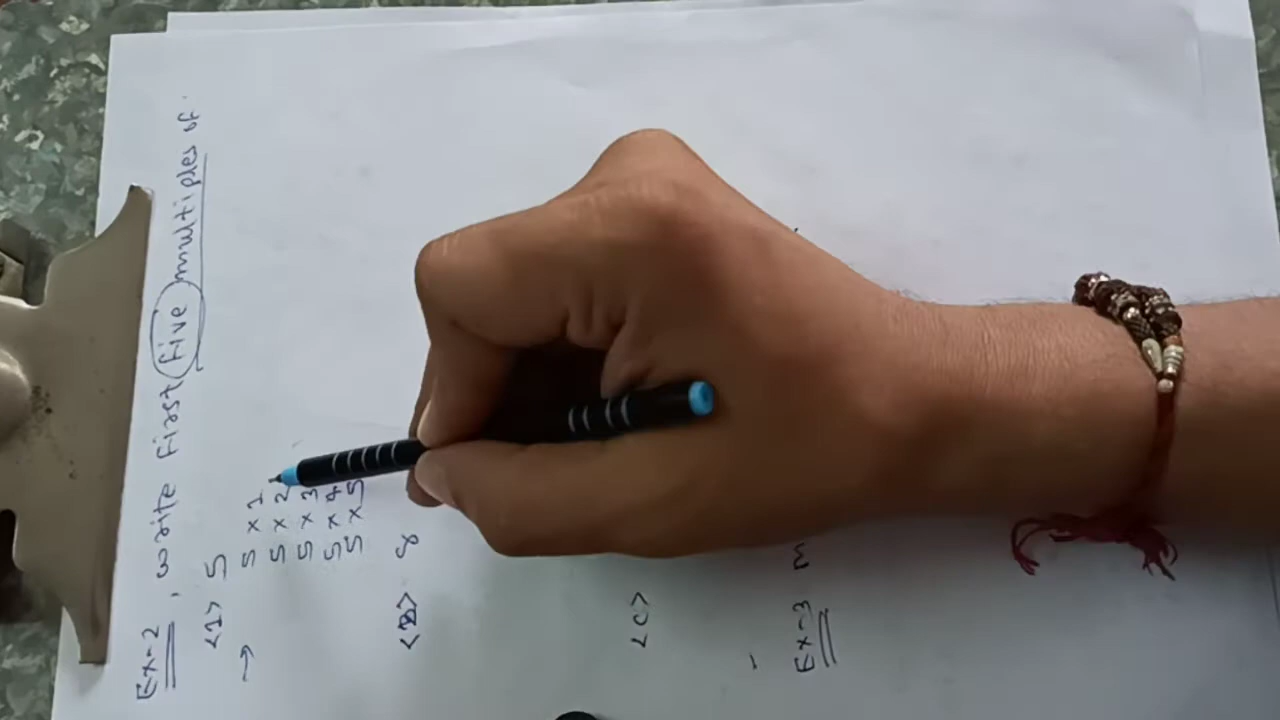 Ex-2, write first five multiples of
<1> 5
→ 5 x 1
5 x 2
5 x 3
5 x 4
5 x 5
<B> 8
<C>
Ex-3